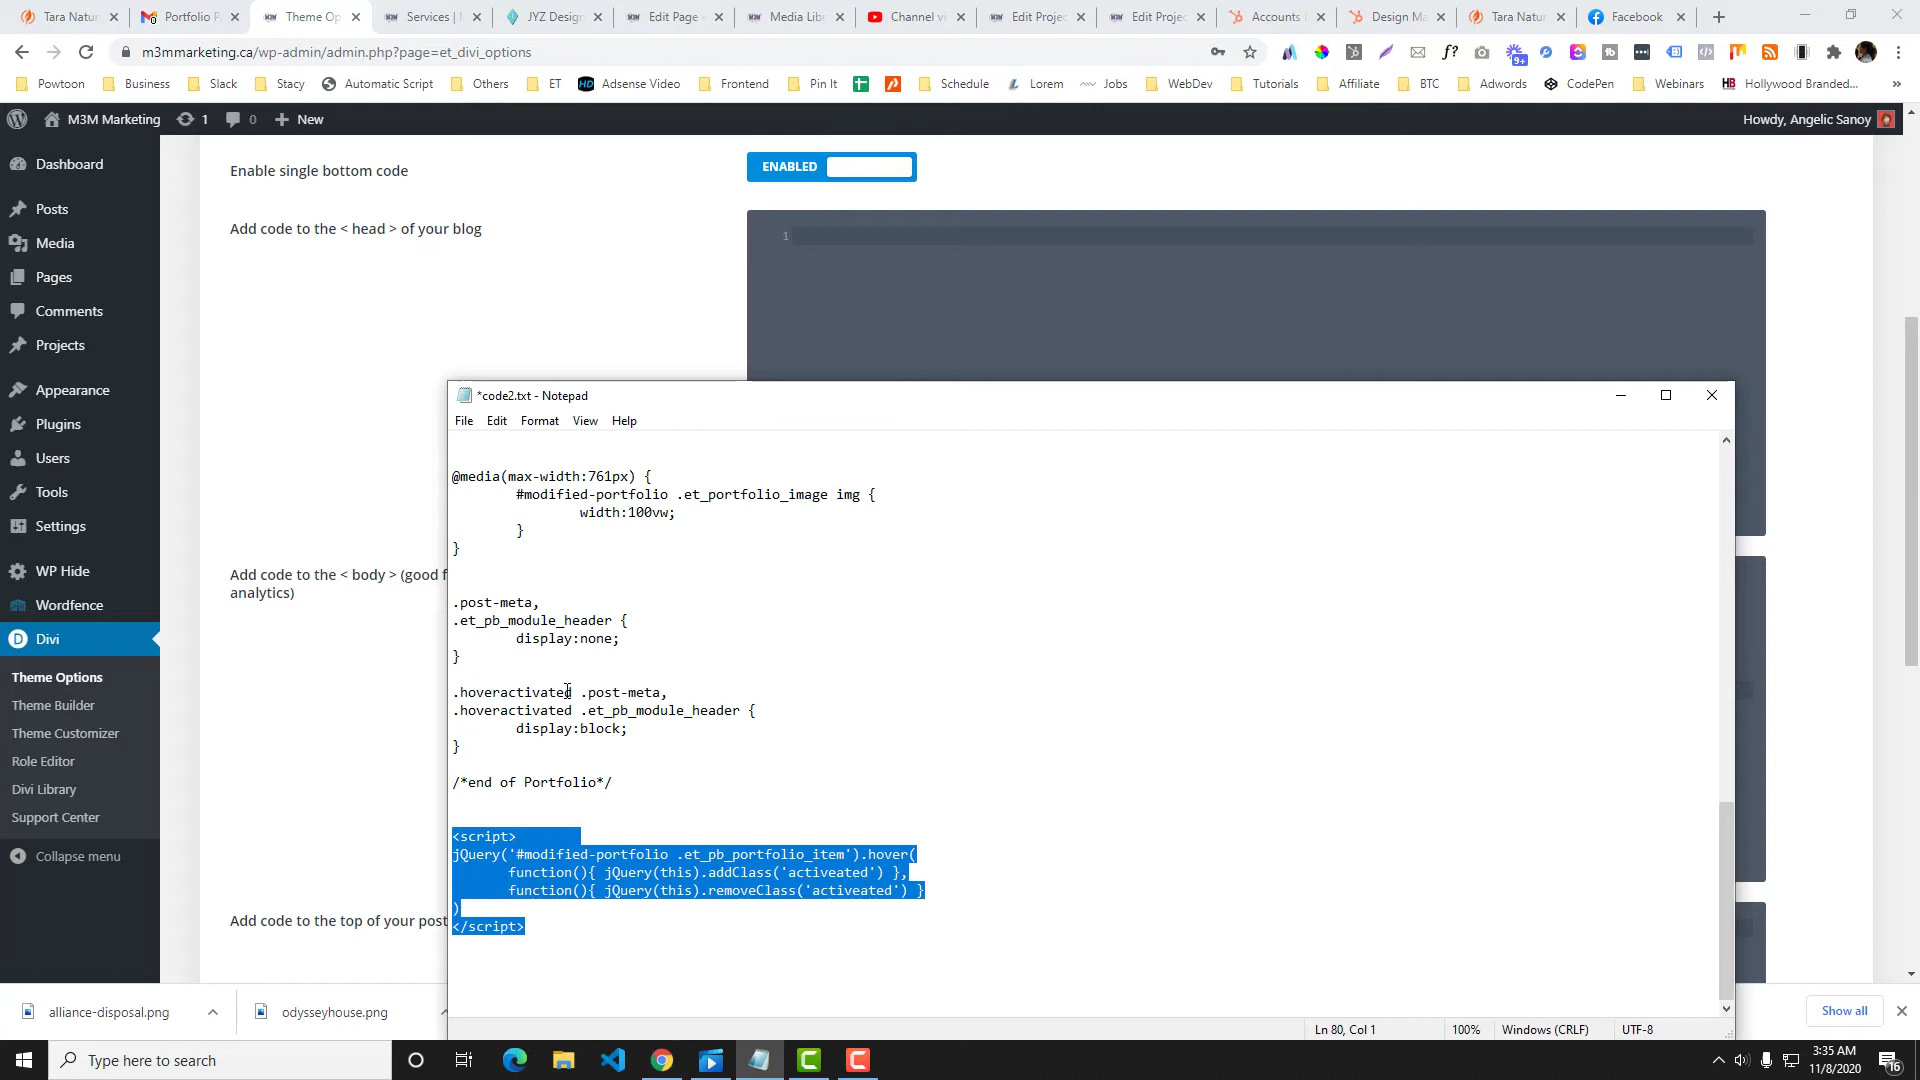 Tara Natur
Portfolio P
Theme Op
Services |
JYZ Desig
Edit Page
Media Lib
Channel v
Edit Projec
Edit Projec
Accounts
Design Ma
Tara Natur
Facebook
m3mmarketing.ca/wp-admin/admin.php?page=et_divi_options
9+
Powtoon
Business
Slack
Stacy
Automatic Script
Others
ET
Adsense Video
Frontend
Pin It
Schedule
Lorem
Jobs
WebDev
Tutorials
Affiliate
BTC
Adwords
CodePen
Webinars
Hollywood Branded...
M3M Marketing
1
0
New
Howdy, Angelic Sanoy
Dashboard
Posts
Media
Pages
Comments
Projects
Appearance
Plugins
Users
Tools
Settings
WP Hide
Wordfence
Divi
Theme Options
Theme Builder
Theme Customizer
Role Editor
Divi Library
Support Center
Collapse menu
Enable single bottom code
ENABLED
Add code to the < head > of your blog
1
Add code to the < body > (good f
analytics)
Add code to the top of your post
*code2.txt - Notepad
File Edit Format View Help
@media(max-width:761px) {
#modified-portfolio .et_portfolio_image img {
width:100vw;
}
}
.post-meta,
.et_pb_module_header {
display:none;
}
.hoveractivated .post-meta,
.hoveractivated .et_pb_module_header {
display:block;
}
/*end of Portfolio*/
<script>
jQuery('#modified-portfolio .et_pb_portfolio_item').hover(
function(){ jQuery(this).addClass('activeated') },
function(){ jQuery(this).removeClass('activeated') }
)
</script>
Ln 80, Col 1
100%
Windows (CRLF)
UTF-8
alliance-disposal.png
odysseyhouse.png
Show all
Type here to search
3:35 AM
11/8/2020
16